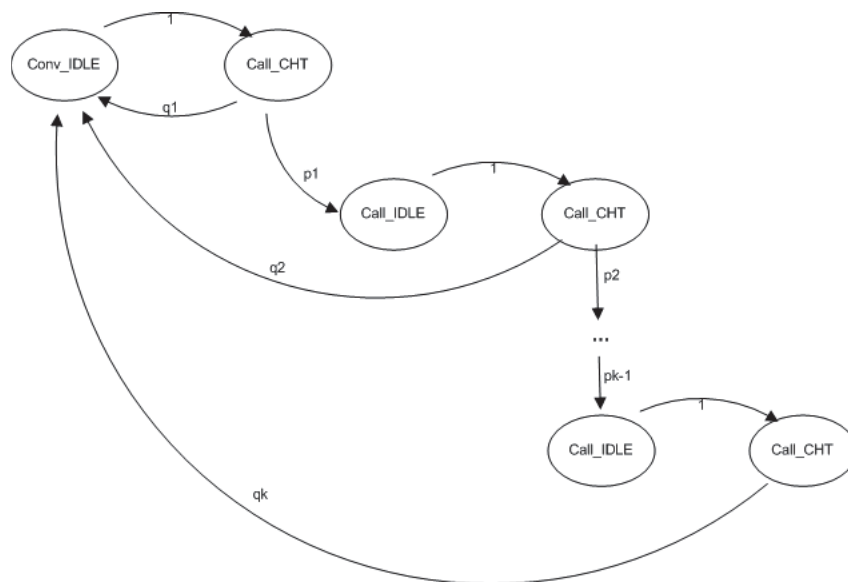 1
Conv_IDLE
Call_CHT
q1
p1
1
Call_IDLE
Call_CHT
q2
p2
...
pk-1
1
Call_IDLE
Call_CHT
qk